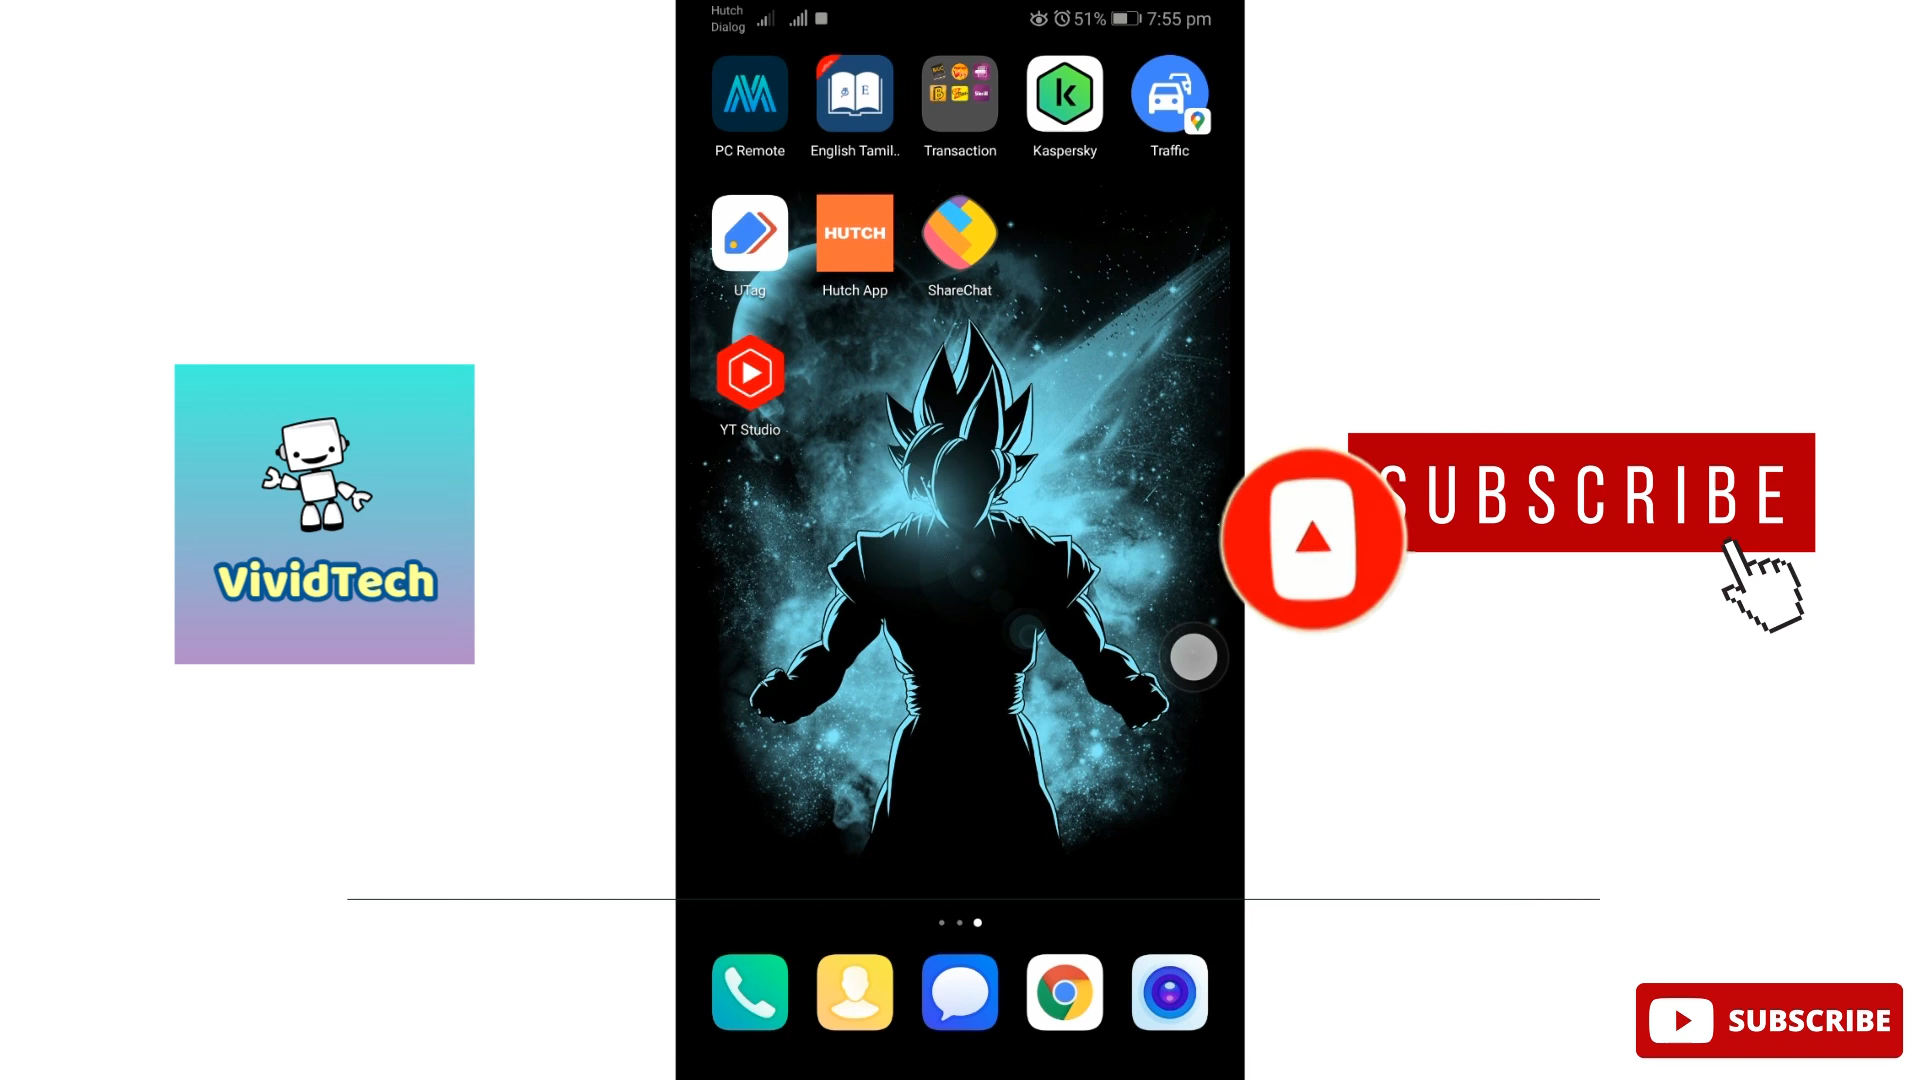 Hutch
Dialog
51% 7:55 pm
PC Remote
English Tamil..
Transaction
Kaspersky
Traffic
UTag
HUTCH
Hutch App
ShareChat
YT Studio
VividTech
SUBSCRIBE
SUBSCRIBE